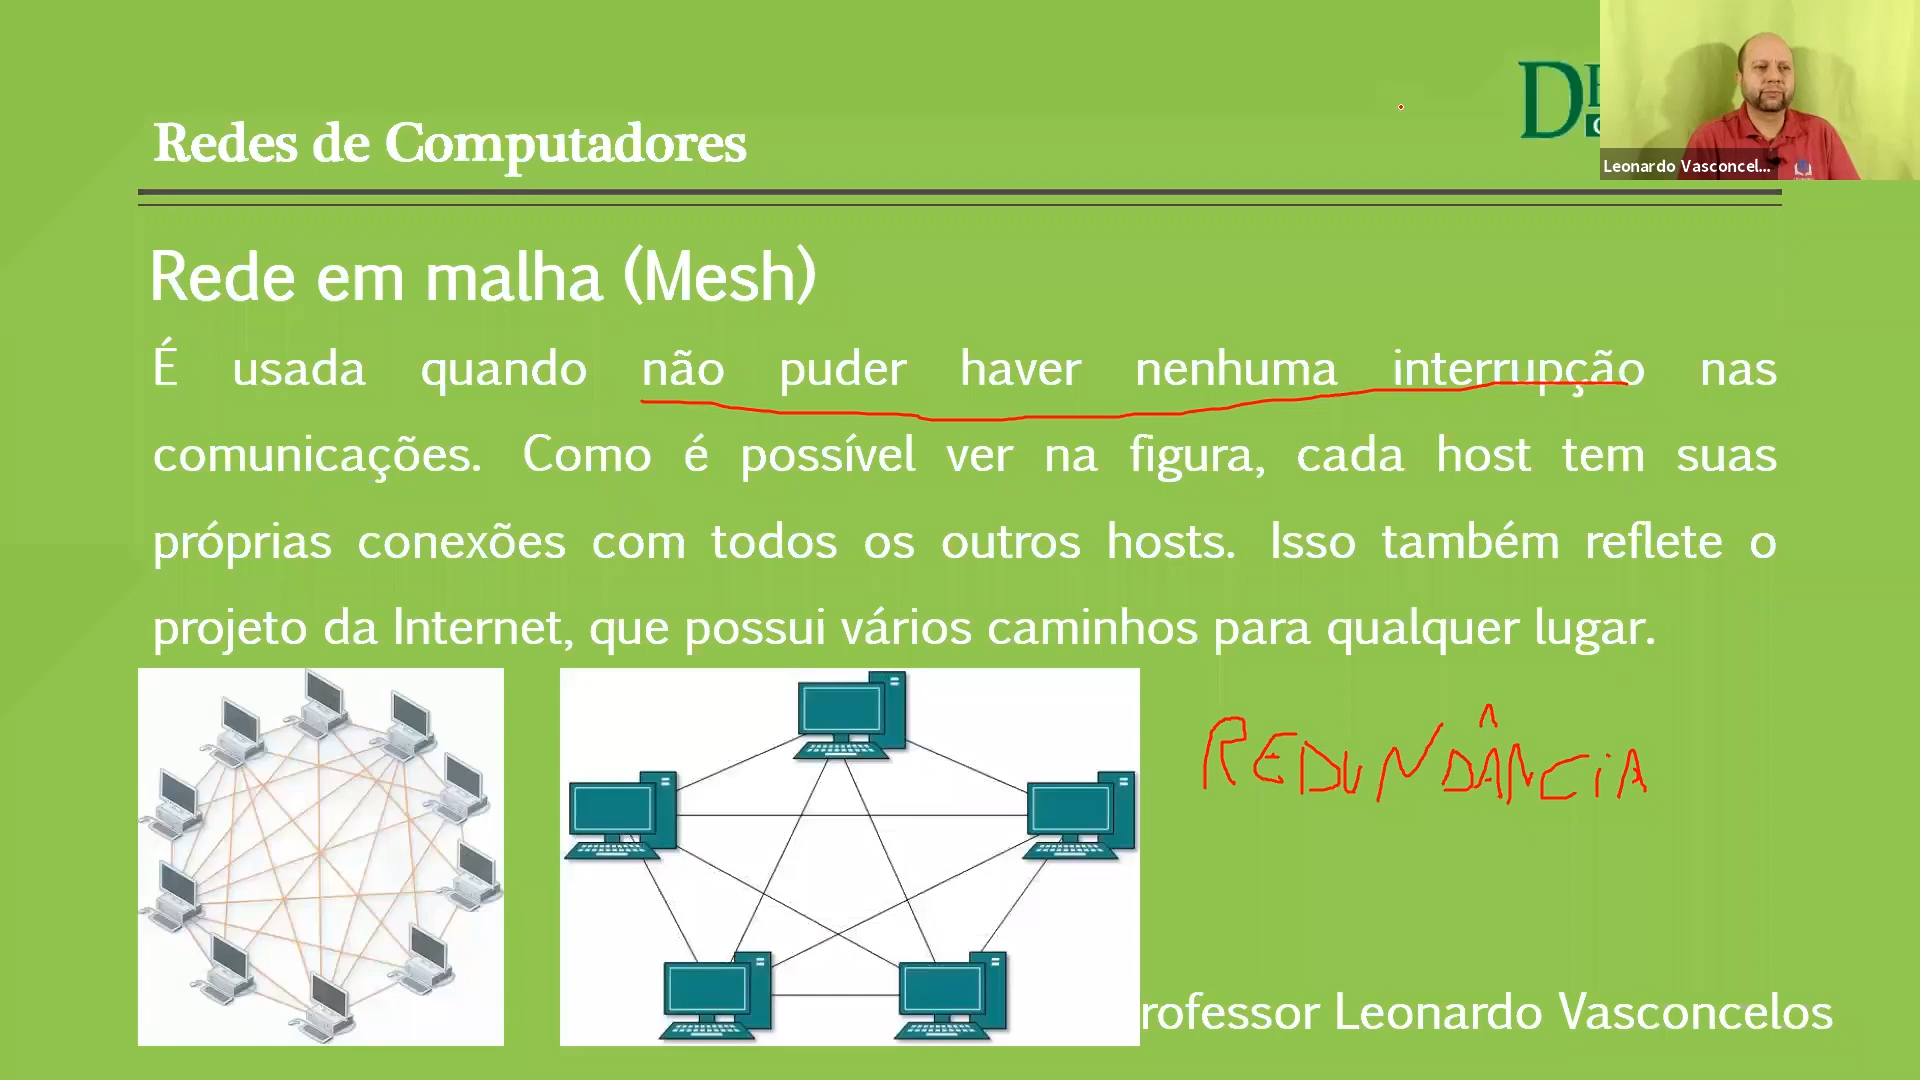 Redes de Computadores
Leonardo Vasconcel...
Rede em malha (Mesh)
É usada quando não puder haver nenhuma interrupção nas
comunicações. Como é possível ver na figura, cada host tem suas
próprias conexões com todos os outros hosts. Isso também reflete o
projeto da Internet, que possui vários caminhos para qualquer lugar.
REDUNDÂNCIA
rofessor Leonardo Vasconcelos